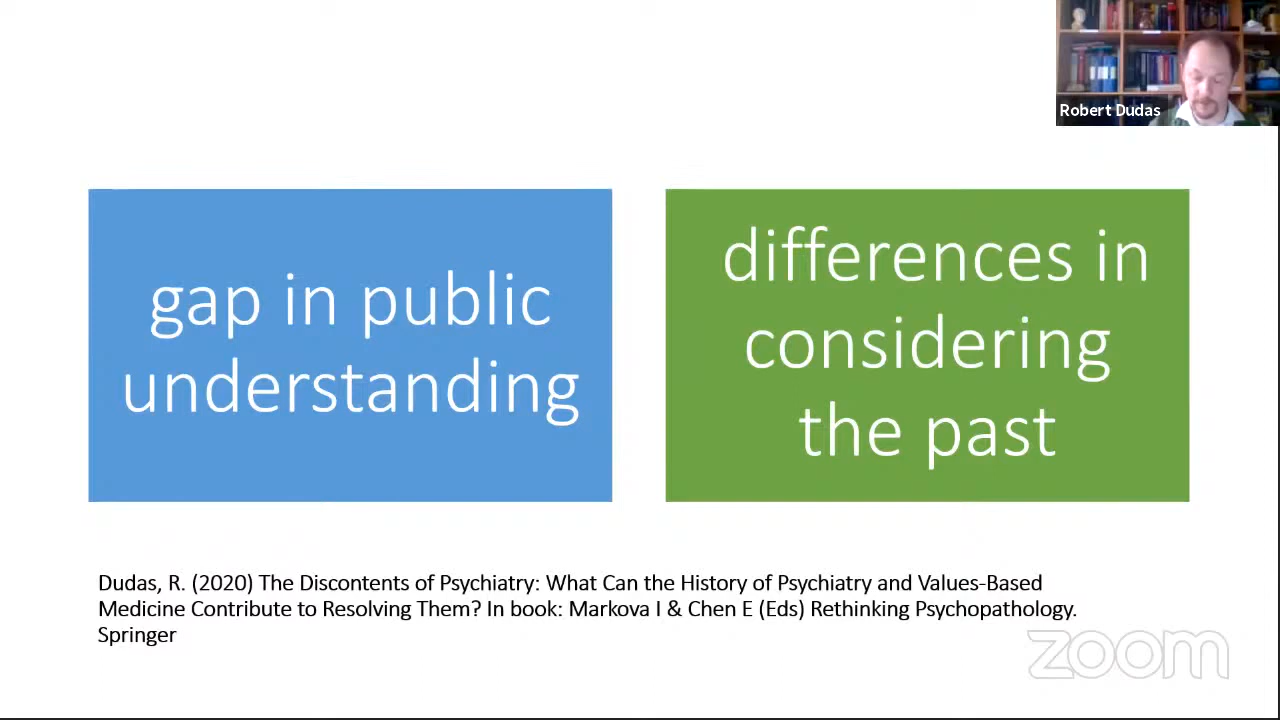 Robert Dudas
gap in public
understanding
differences in
considering
the past
Dudas, R. (2020) The Discontents of Psychiatry: What Can the History of Psychiatry and Values-Based
Medicine Contribute to Resolving Them? In book: Markova I & Chen E (Eds) Rethinking Psychopathology.
Springer
zoom